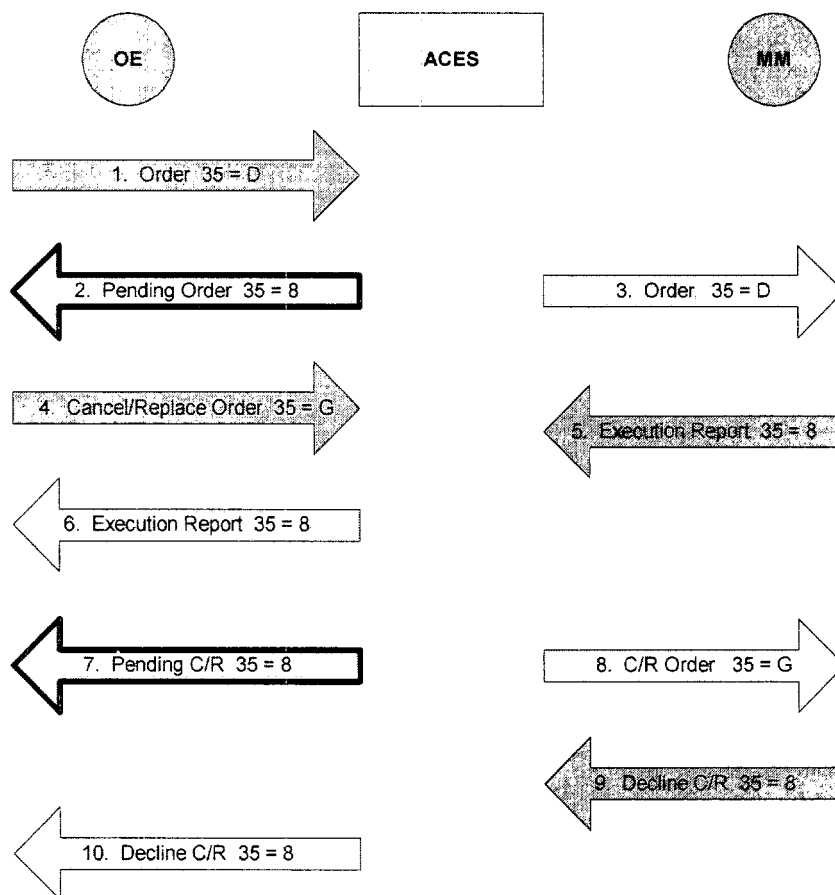 OE
ACES
MM
1. Order 35 = D
2. Pending Order 35 = 8
3. Order 35 = D
4. Cancel/Replace Order 35 = G
5. Execution Report 35 = 8
6. Execution Report 35 = 8
7. Pending C/R 35 = 8
8. C/R Order 35 = G
9 Decline C/R 35 = 8
10. Decline C/R 35 = 8